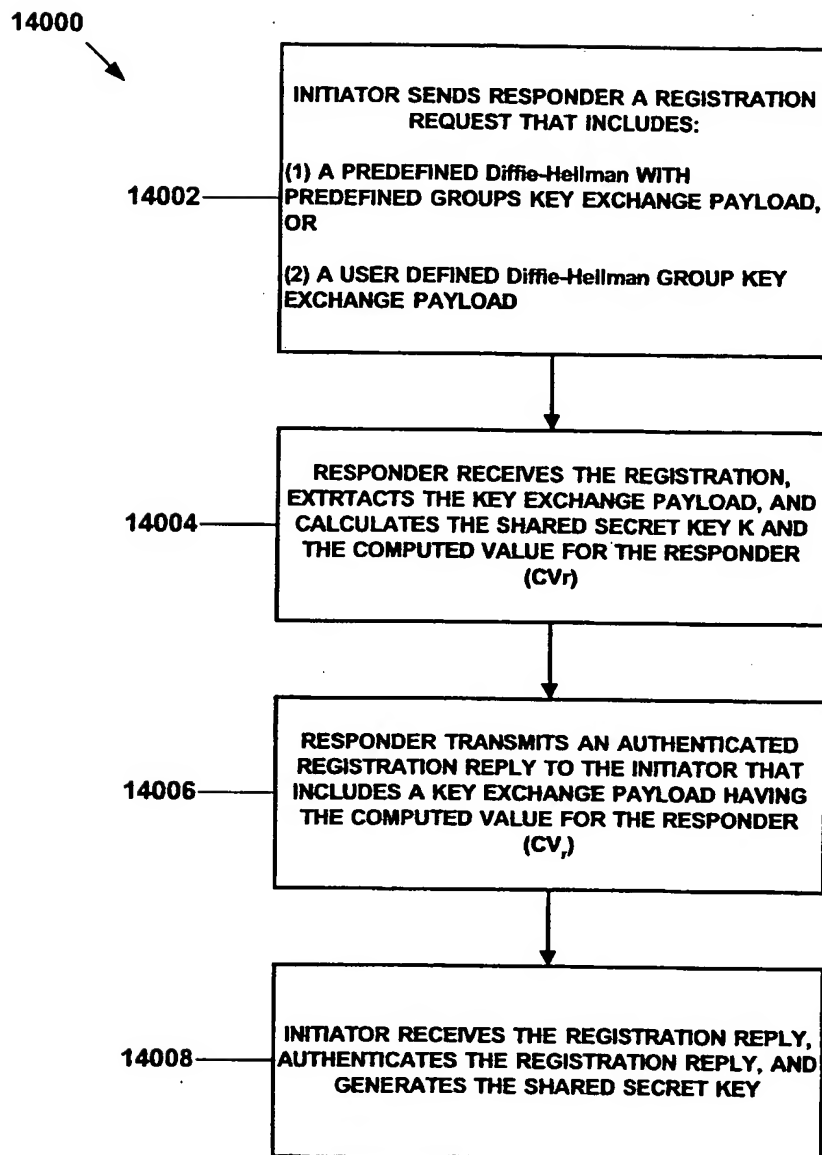 14000
INITIATOR SENDS RESPONDER A REGISTRATION
REQUEST THAT INCLUDES:
(1) A PREDEFINED Diffie-Hellman WITH
PREDEFINED GROUPS KEY EXCHANGE PAYLOAD,
OR
(2) A USER DEFINED Diffie-Hellman GROUP KEY
EXCHANGE PAYLOAD
14002
RESPONDER RECEIVES THE REGISTRATION,
EXTRTACTS THE KEY EXCHANGE PAYLOAD, AND
CALCULATES THE SHARED SECRET KEY K AND
THE COMPUTED VALUE FOR THE RESPONDER
(CVr)
14004
RESPONDER TRANSMITS AN AUTHENTICATED
REGISTRATION REPLY TO THE INITIATOR THAT
INCLUDES A KEY EXCHANGE PAYLOAD HAVING
THE COMPUTED VALUE FOR THE RESPONDER
(CVr)
14006
INITIATOR RECEIVES THE REGISTRATION REPLY,
AUTHENTICATES THE REGISTRATION REPLY, AND
GENERATES THE SHARED SECRET KEY
14008